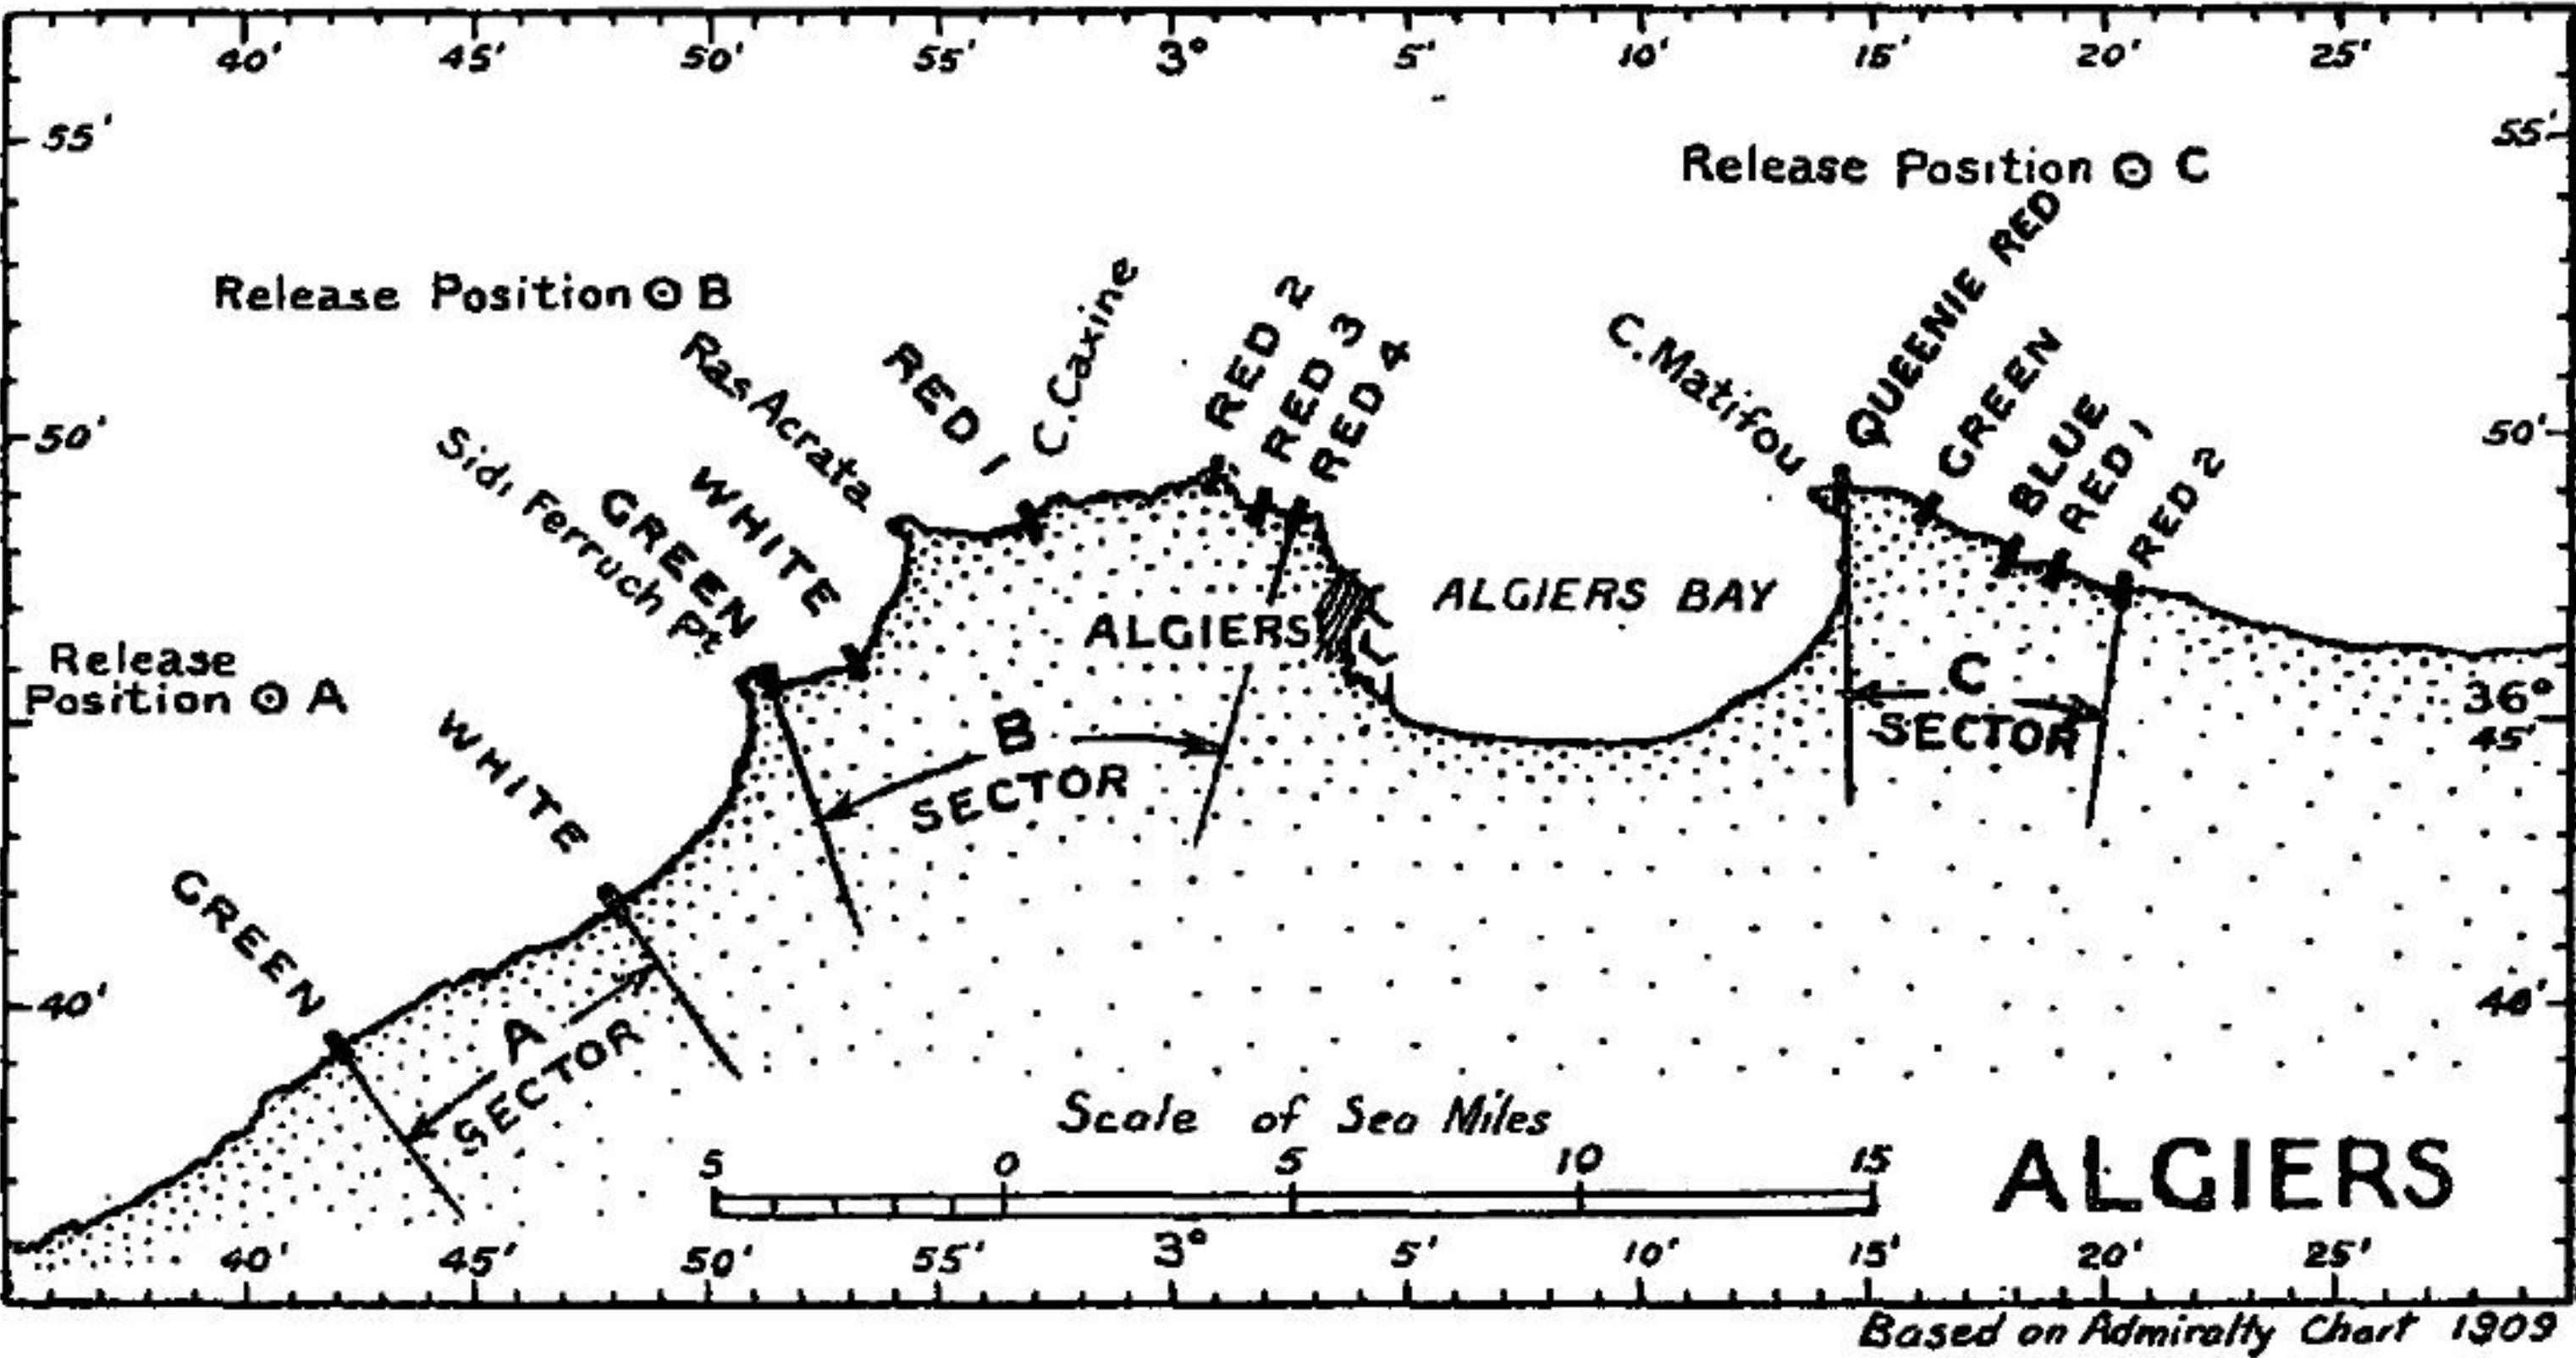 40' 45' 50' 55' 3° 5' 10' 15' 20' 25'
55' 55'
Release Position C
QUEENIE RED
Release Position B
C. Caxine
RED 2
RED 3
RED 4
C. Matifou
GREEN
BLUE
RED 1
RED 2
Ras Acrata
RED 1
50' 50'
Sidi Ferruch Pt
GREEN
WHITE
ALGIERS BAY
ALGIERS
Release
Position A
36°
45'
C
SECTOR
B
SECTOR
WHITE
GREEN
40' 40'
A
SECTOR
Scale of Sea Miles
5 0 5 10 15
ALGIERS
40' 45' 50' 55' 3° 5' 10' 15' 20' 25'
Based on Admiralty Chart 1909